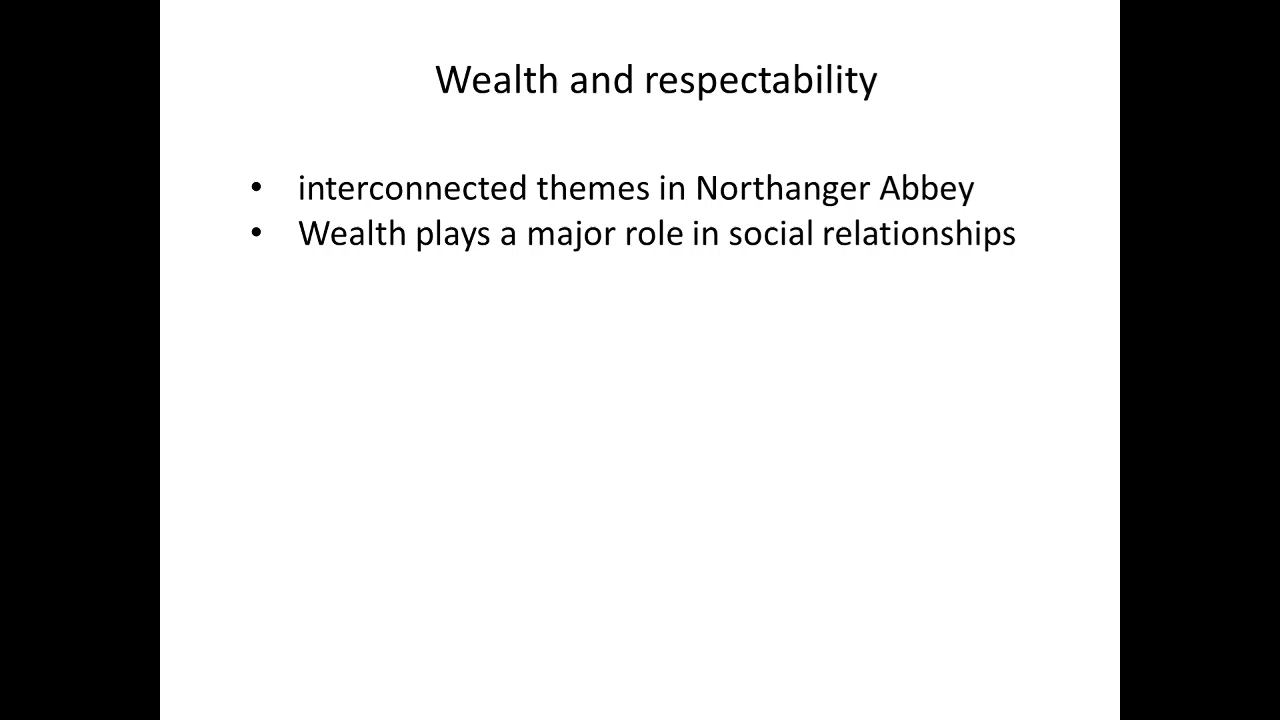 Wealth and respectability
• interconnected themes in Northanger Abbey
• Wealth plays a major role in social relationships